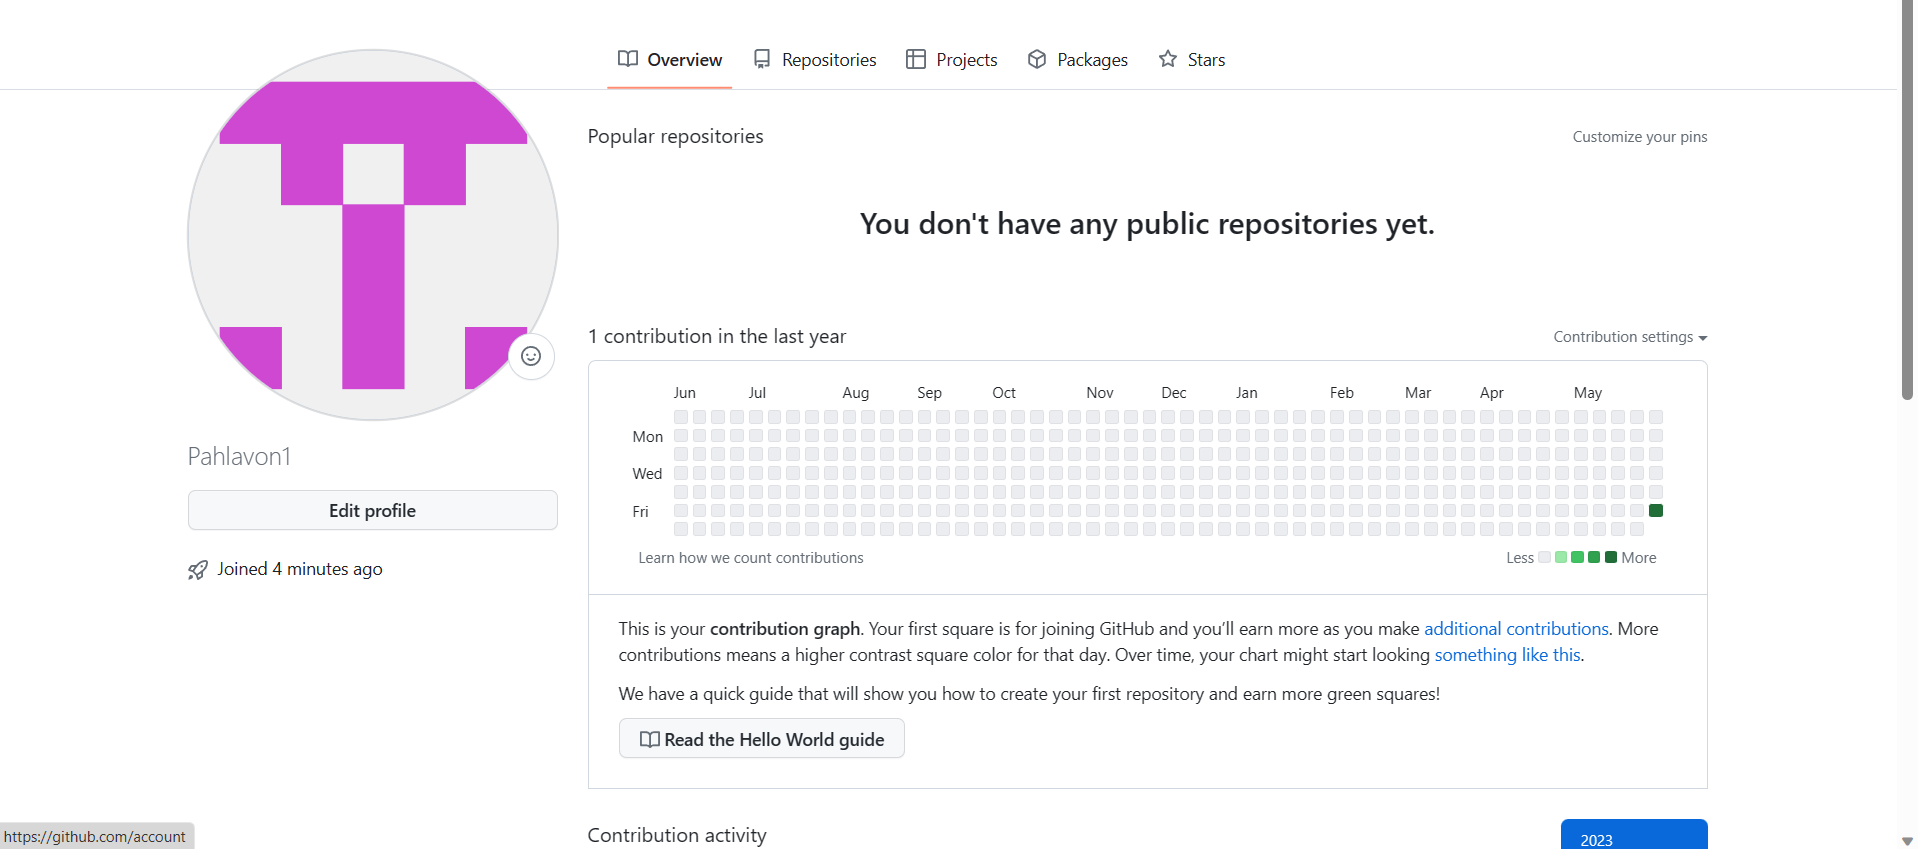 Overview Repositories Projects Packages Stars
Popular repositories Customize your pins
You don't have any public repositories yet.
1 contribution in the last year Contribution settings
Jun Jul Aug Sep Oct Nov Dec Jan Feb Mar Apr May
Mon
Wed
Fri
Learn how we count contributions Less More
Pahlavon1
Edit profile
Joined 4 minutes ago
This is your contribution graph. Your first square is for joining GitHub and you’ll earn more as you make additional contributions. More
contributions means a higher contrast square color for that day. Over time, your chart might start looking something like this.
We have a quick guide that will show you how to create your first repository and earn more green squares!
Read the Hello World guide
Contribution activity 2023
https://github.com/account